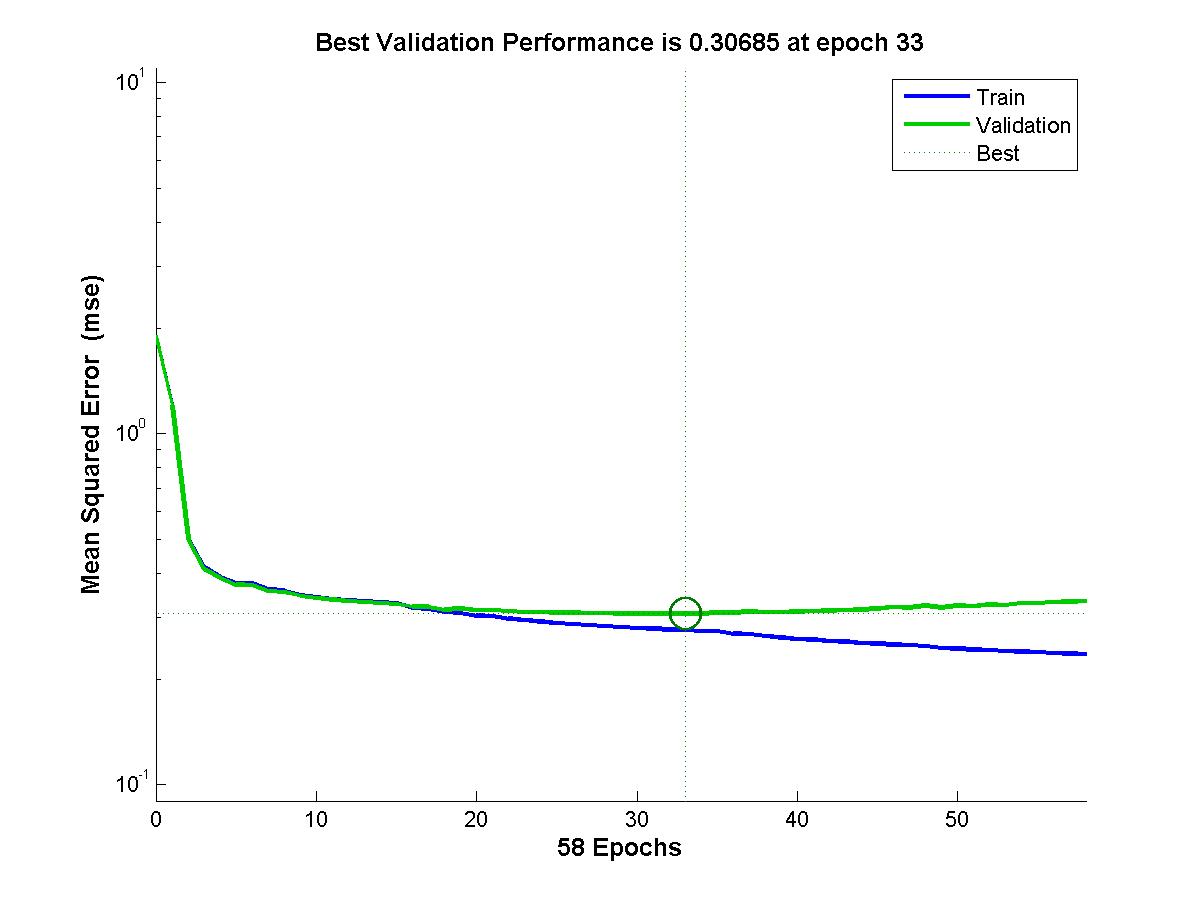 Best Validation Performance is 0.30685 at epoch 33
Train
Validation
Best
Mean Squared Error (mse)
10^1
10^0
10^-1
0 10 20 30 40 50
58 Epochs